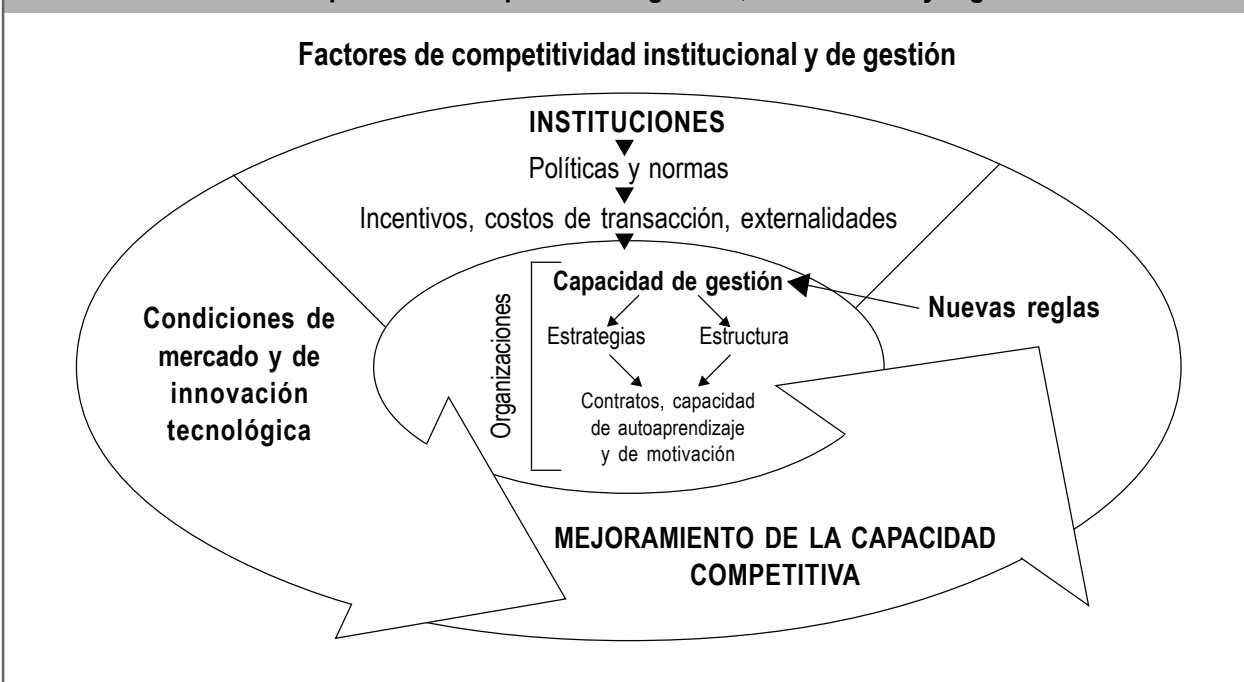 Factores de competitividad institucional y de gestión
INSTITUCIONES
Políticas y normas
Incentivos, costos de transacción, externalidades
Capacidad de gestión
Nuevas reglas
Condiciones de
mercado y de
innovación
tecnológica
Organizaciones
Estrategias
Estructura
Contratos, capacidad
de autoaprendizaje
y de motivación
MEJORAMIENTO DE LA CAPACIDAD
COMPETITIVA